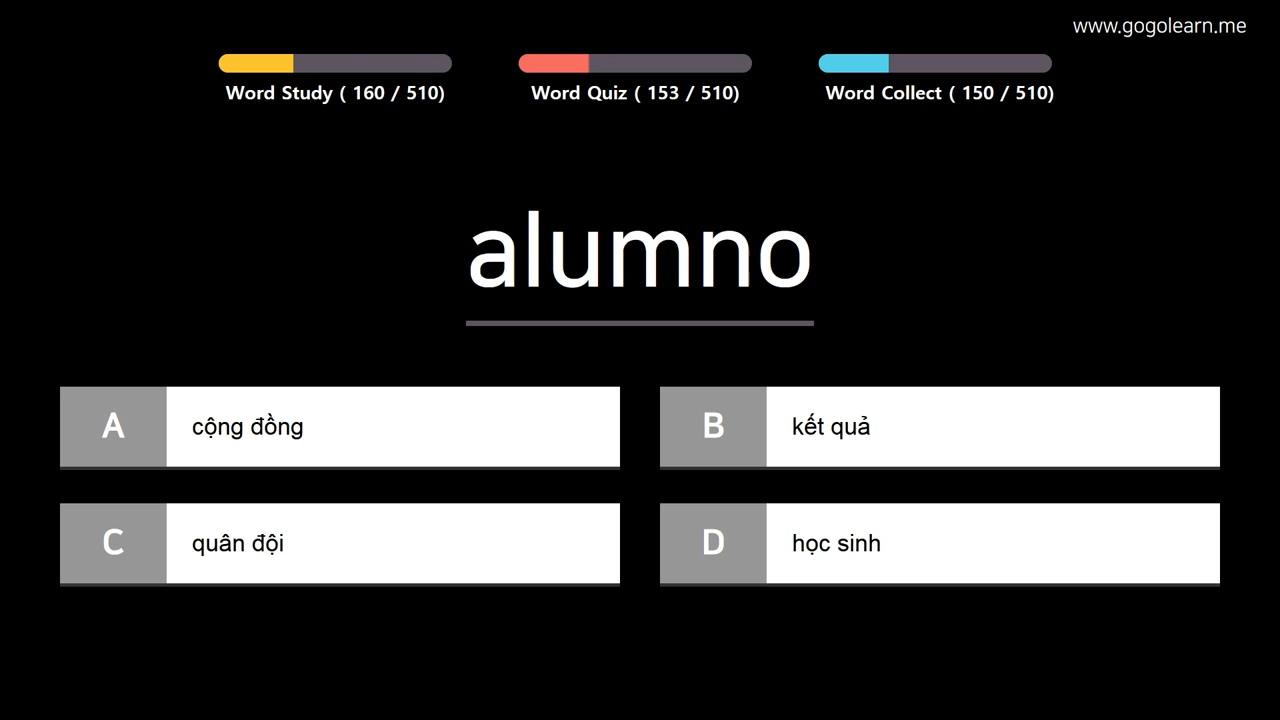 www.gogolearn.me
Word Study ( 160 / 510)
Word Quiz ( 153 / 510)
Word Collect ( 150 / 510)
alumno
A
cộng đồng
B
kết quả
C
quân đội
D
học sinh